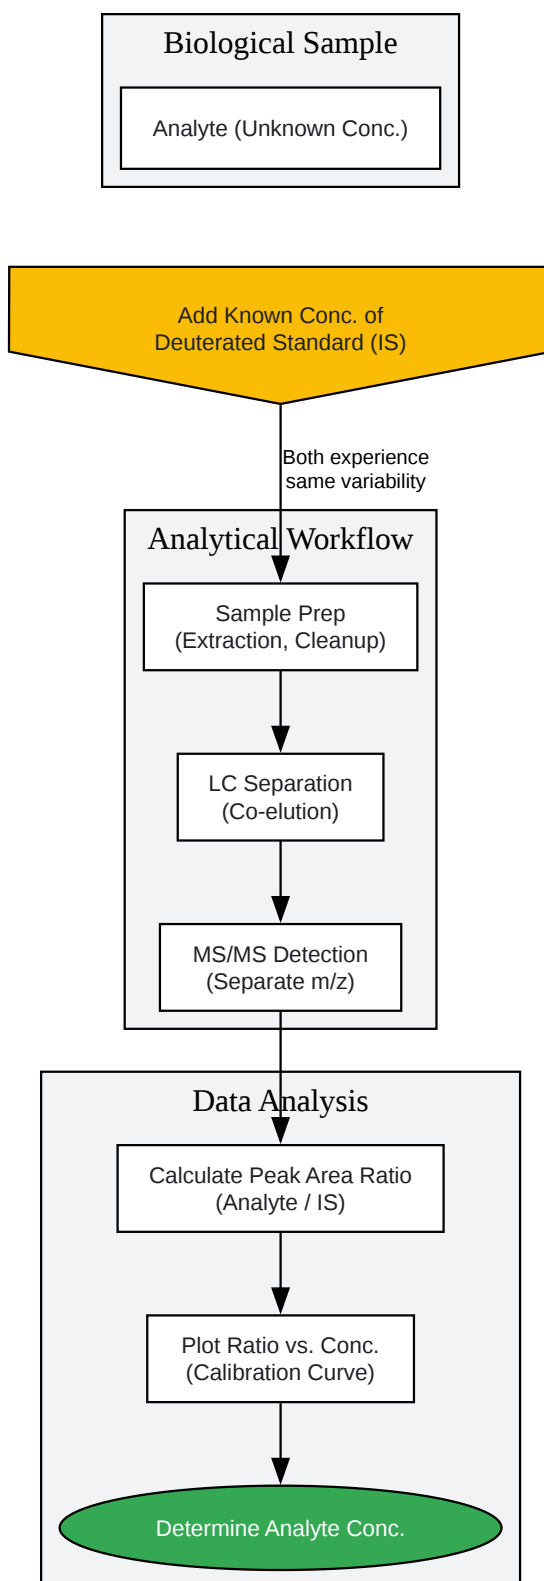 Biological Sample
Analyte (Unknown Conc.)
Add Known Conc. of
Deuterated Standard (IS)
Both experience
same variability
Analytical Workflow
Sample Prep
(Extraction, Cleanup)
LC Separation
(Co-elution)
MS/MS Detection
(Separate m/z)
Data Analysis
Calculate Peak Area Ratio
(Analyte / IS)
Plot Ratio vs. Conc.
(Calibration Curve)
Determine Analyte Conc.